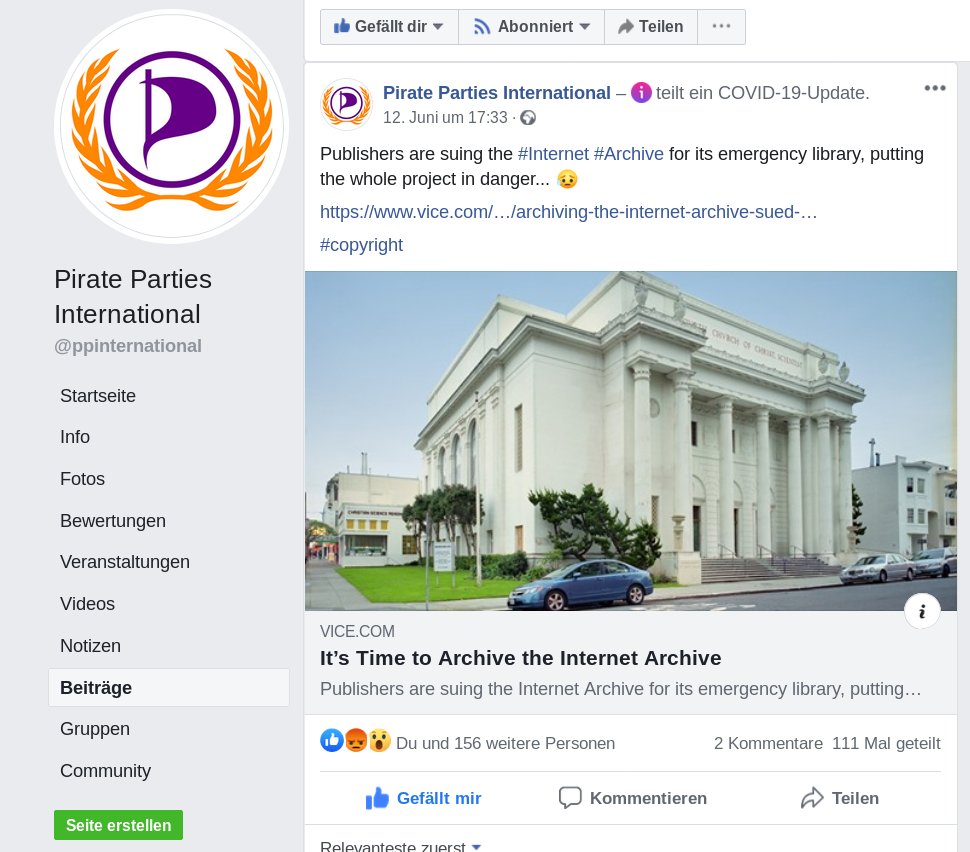 Gefällt dir
Abonniert
Teilen
Pirate Parties International – teilt ein COVID-19-Update.
12. Juni um 17:33 ·
Publishers are suing the #Internet #Archive for its emergency library, putting
the whole project in danger... 😥
https://www.vice.com/…/archiving-the-internet-archive-sued-…
#copyright
Pirate Parties
International
@ppinternational
Startseite
Info
Fotos
Bewertungen
Veranstaltungen
Videos
Notizen
Beiträge
Gruppen
Community
Seite erstellen
CHURCH OF CHRIST, SCIENTIST
CHRISTIAN SCIENCE READING
VICE.COM
It’s Time to Archive the Internet Archive
Publishers are suing the Internet Archive for its emergency library, putting…
Du und 156 weitere Personen
2 Kommentare 111 Mal geteilt
Gefällt mir
Kommentieren
Teilen
Relevanteste zuerst